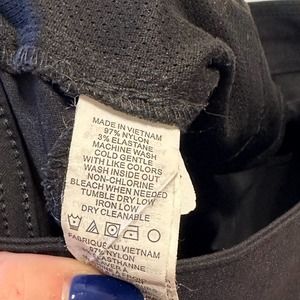 MADE IN VIETNAM
97% NYLON
3% ELASTANE
MACHINE WASH
COLD GENTLE
WITH LIKE COLORS
WASH INSIDE OUT
NON-CHLORINE
BLEACH WHEN NEEDED
TUMBLE DRY LOW
IRON LOW
DRY CLEANABLE
FABRIQUÉ AU VIETNAM
97% NYLON
ÉLASTHANNE